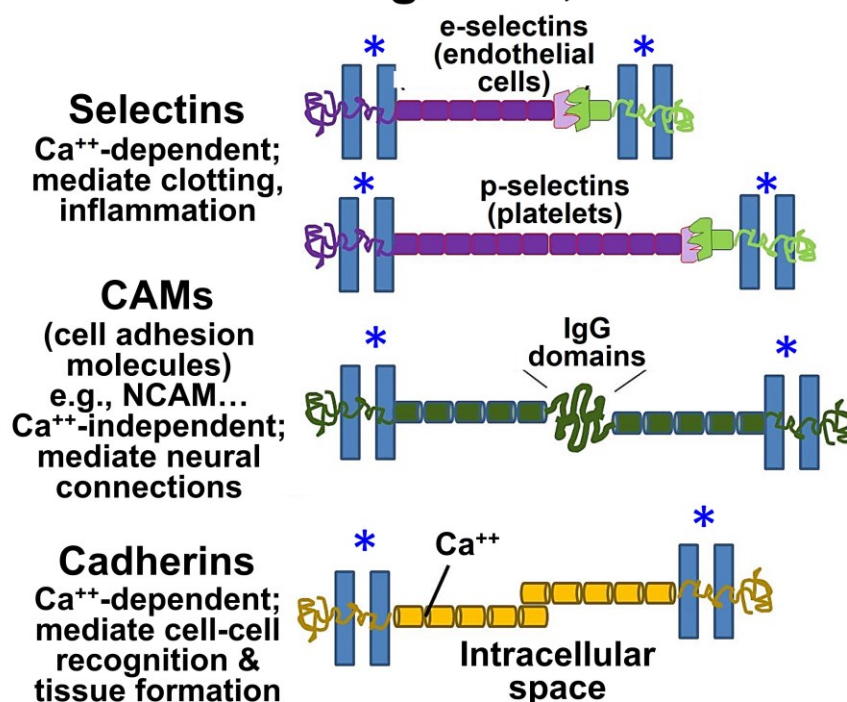 Selectins
Ca⁺⁺-dependent;
mediate clotting,
inflammation
*
e-selectins
(endothelial
cells)
*
*
p-selectins
(platelets)
*
CAMs
(cell adhesion
molecules)
e.g., NCAM…
Ca⁺⁺-independent;
mediate neural
connections
*
IgG
domains
*
Cadherins
Ca⁺⁺-dependent;
mediate cell-cell
recognition &
tissue formation
*
Ca⁺⁺
*
Intracellular
space